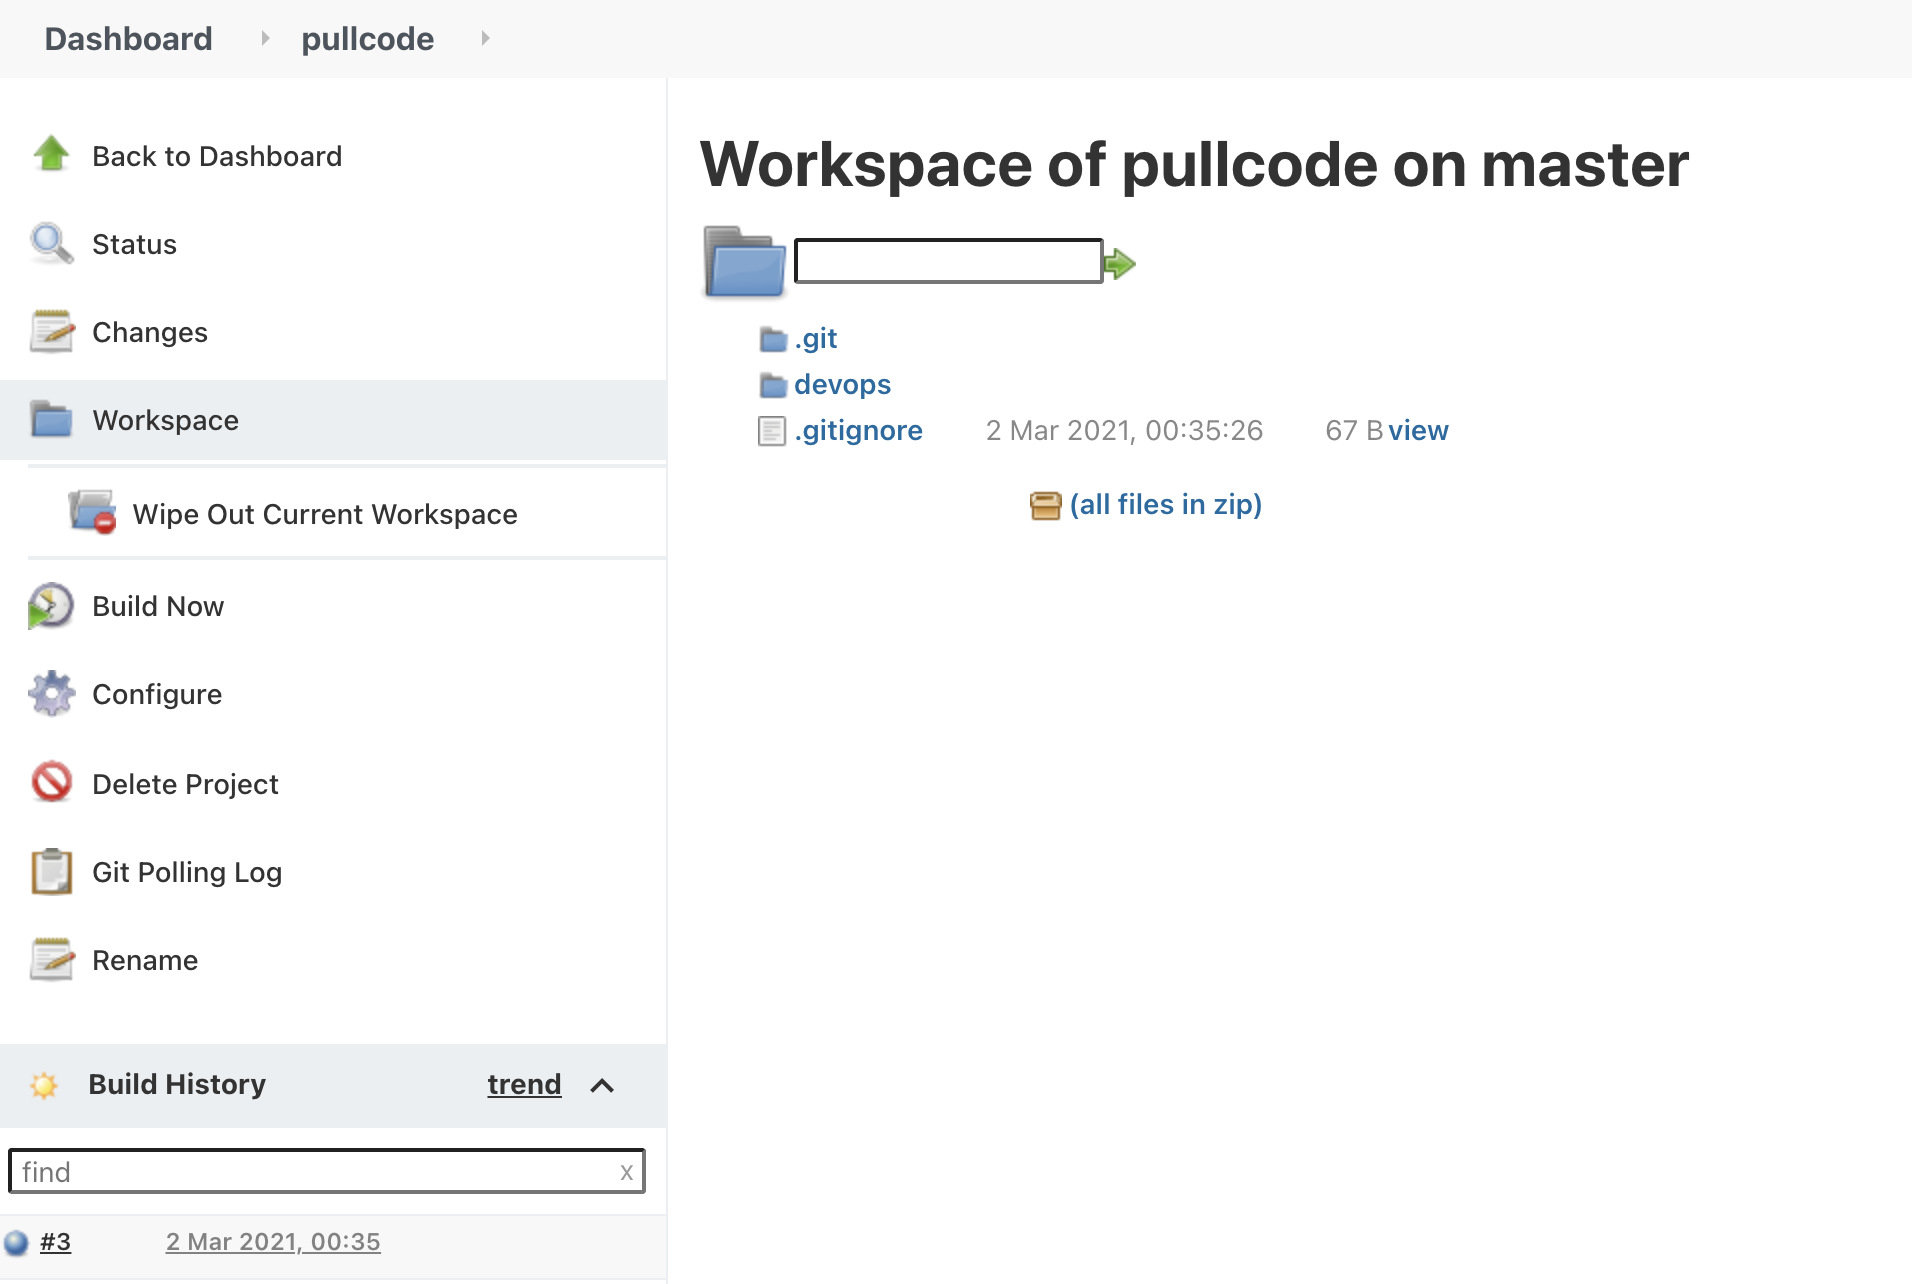 Dashboard pullcode
Back to Dashboard
Status
Changes
Workspace
Wipe Out Current Workspace
Build Now
Configure
Delete Project
Git Polling Log
Rename
Build History trend
find x
#3 2 Mar 2021, 00:35
Workspace of pullcode on master
.git
devops
.gitignore 2 Mar 2021, 00:35:26 67 B view
(all files in zip)